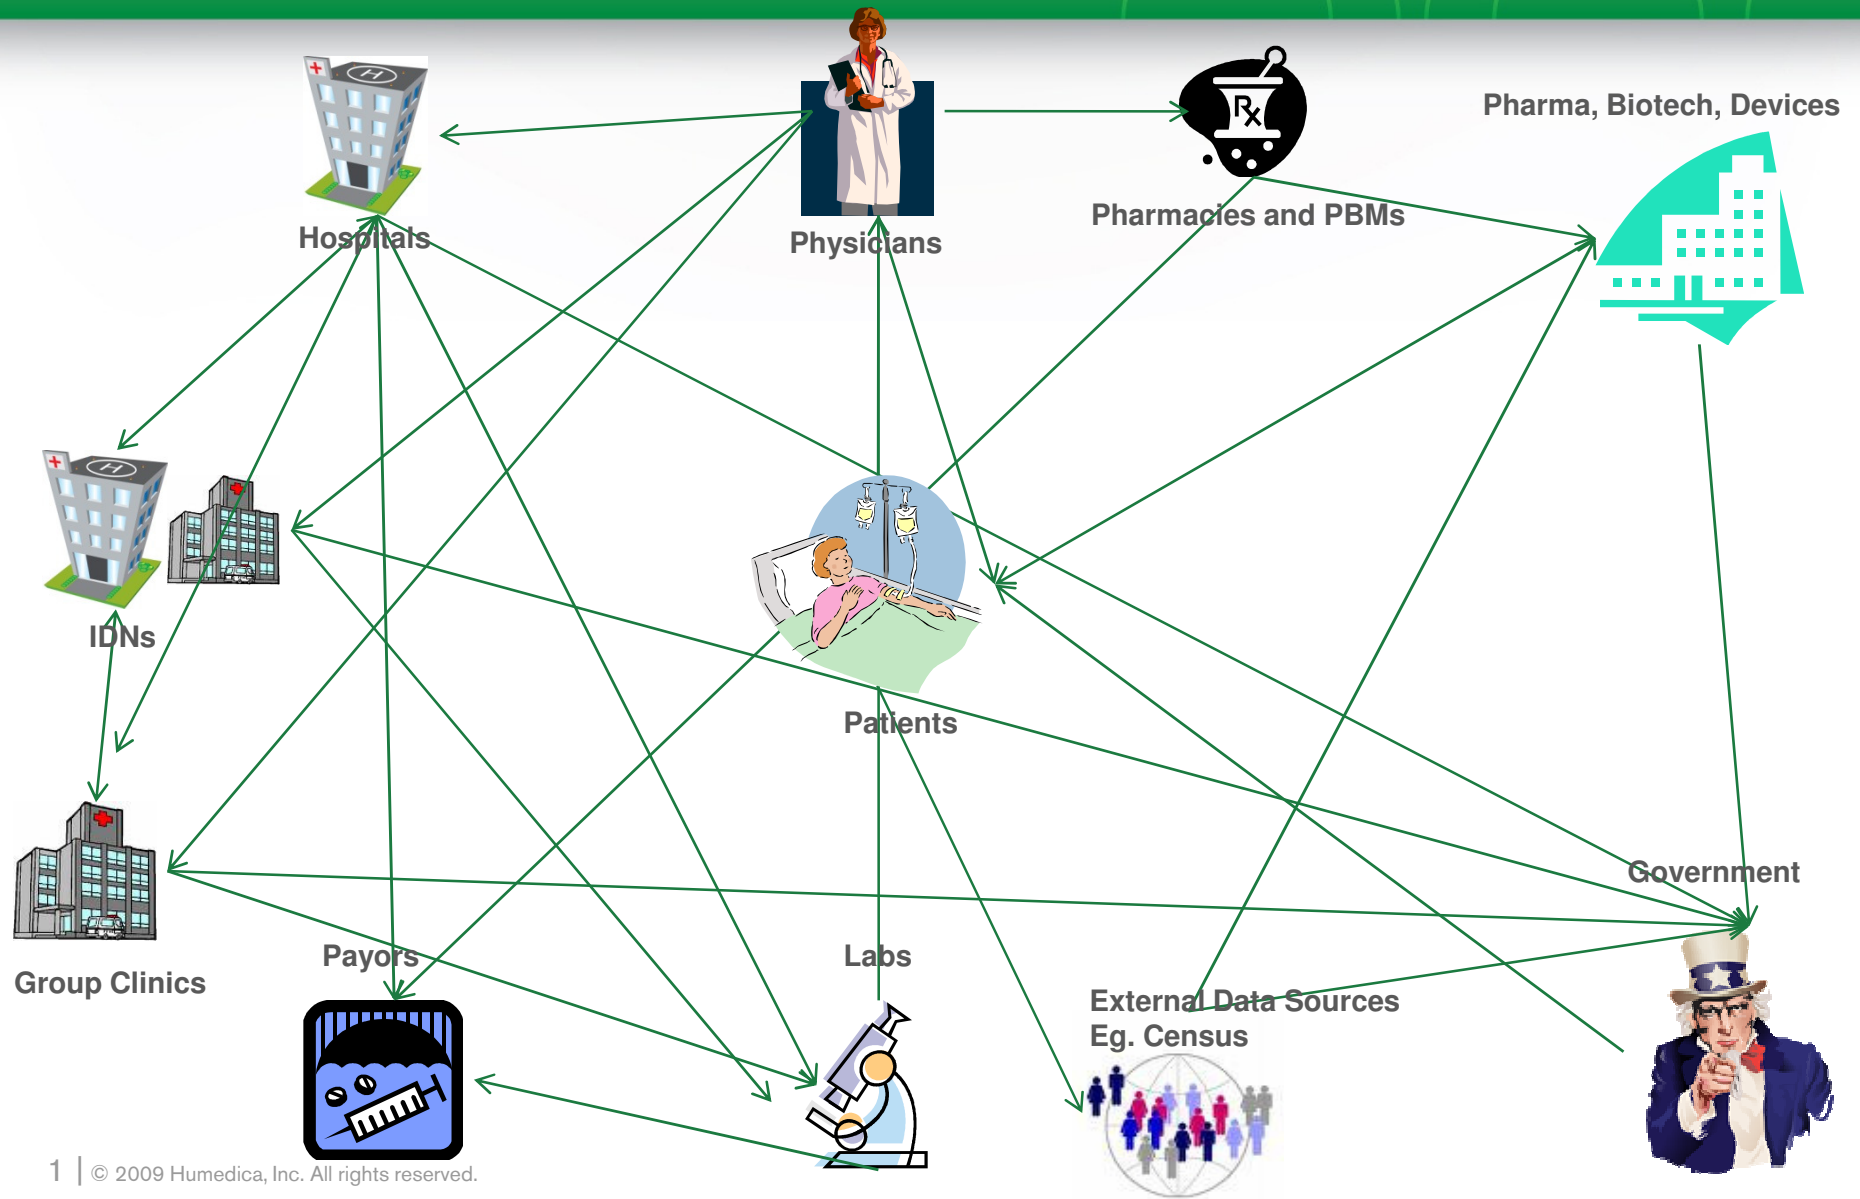 Pharma, Biotech, Devices
H
Rx
Hospitals
Physicians
Pharmacies and PBMs
H
IDNs
Patients
Government
Group Clinics
Payors
Labs
External Data Sources
Eg. Census
1 | © 2009 Humedica, Inc. All rights reserved.